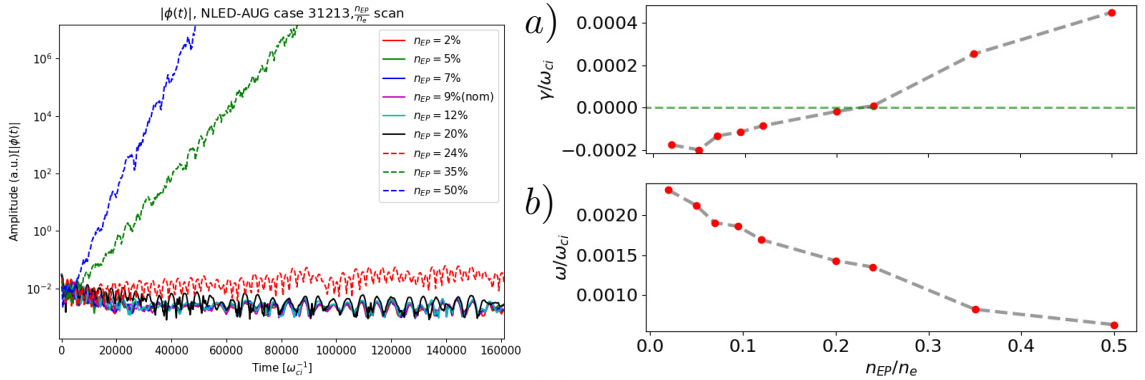 |ϕ(t)|, NLED-AUG case 31213, n_EP/n_e scan
Amplitude (a.u.)[|ϕ(t)|
10^6
10^4
10^2
10^0
10^−2
0
20000
40000
60000
80000
100000
120000
140000
160000
Time [ω_ci^−1]
n_EP = 2%
n_EP = 5%
n_EP = 7%
n_EP = 9%(nom)
n_EP = 12%
n_EP = 20%
n_EP = 24%
n_EP = 35%
n_EP = 50%
a)
γ/ω_ci
0.0004
0.0002
0.0000
−0.0002
b)
ω/ω_ci
0.0020
0.0015
0.0010
0.0
0.1
0.2
0.3
0.4
0.5
n_EP/n_e